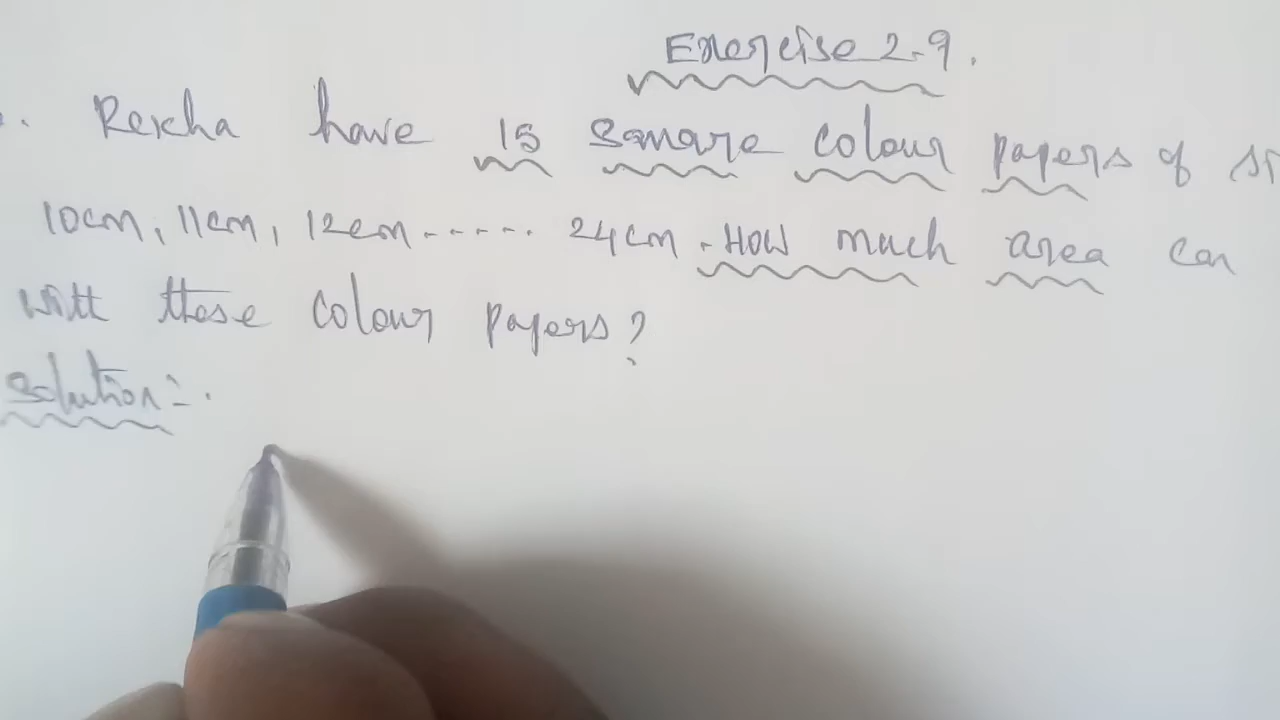 Exercise 2.9.
Rekha have 15 square colour papers of
10cm, 11cm, 12cm...... 24cm. How much area can
with these colour papers?
Solution:-